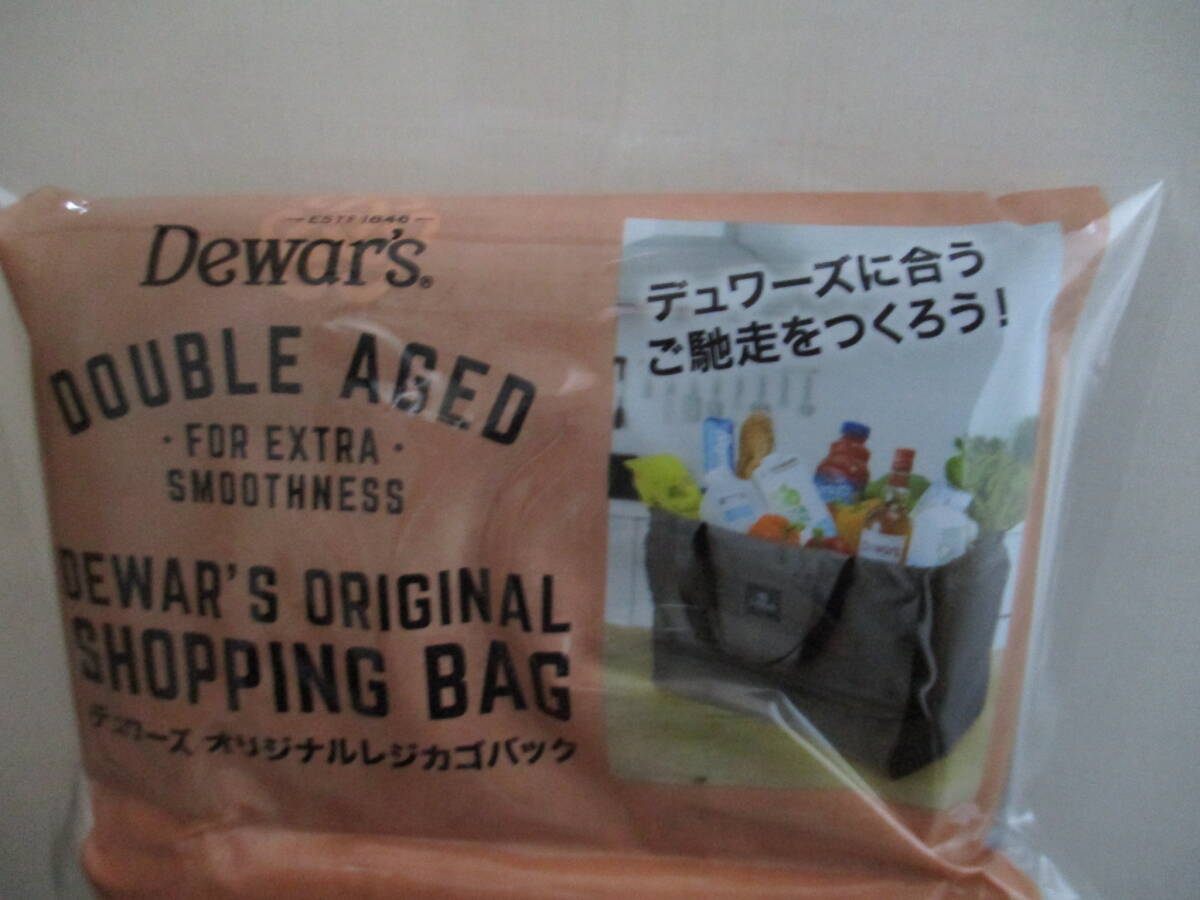 ESTD 1846
Dewar's®
DOUBLE AGED
· FOR EXTRA ·
SMOOTHNESS
DEWAR'S ORIGINAL
SHOPPING BAG
デュワーズ オリジナルレジカゴバック
デュワーズに合う
ご馳走をつくろう!